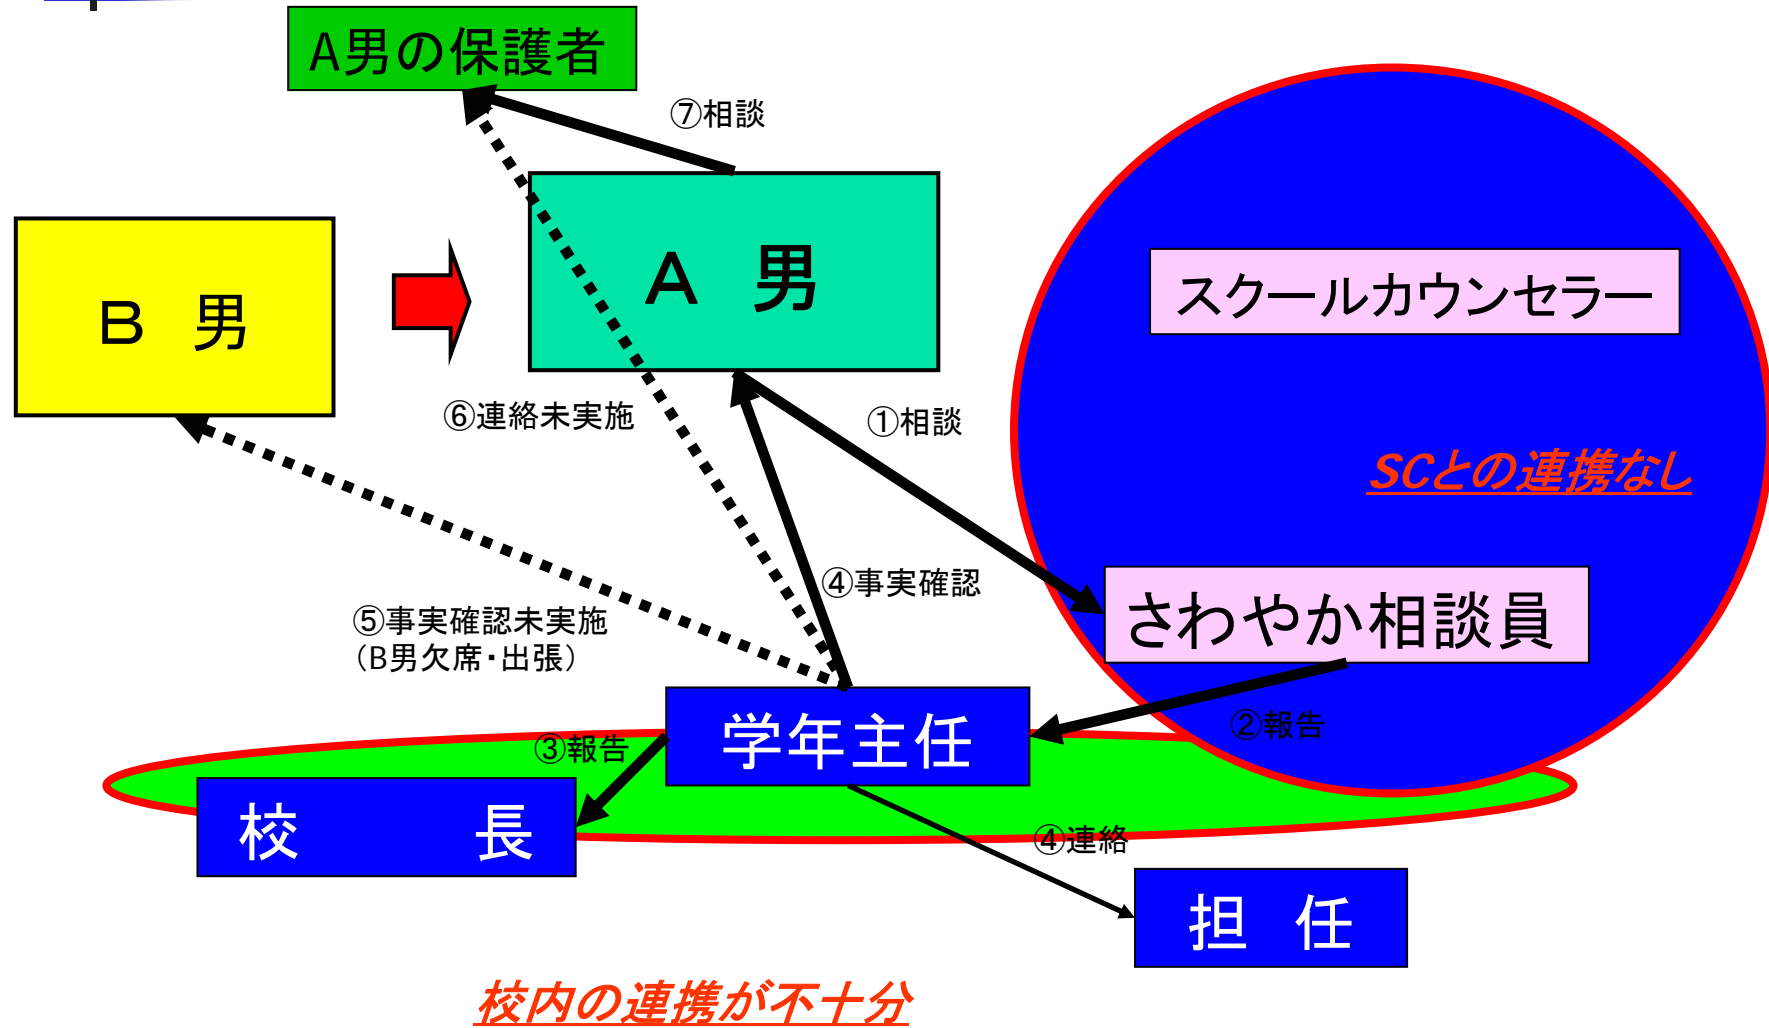 A男の保護者
⑦相談
B 男
A 男
スクールカウンセラー
⑥連絡未実施
①相談
SCとの連携なし
④事実確認
さわやか相談員
⑤事実確認未実施
（B男欠席・出張）
②報告
学年主任
③報告
校 長
④連絡
担 任
校内の連携が不十分